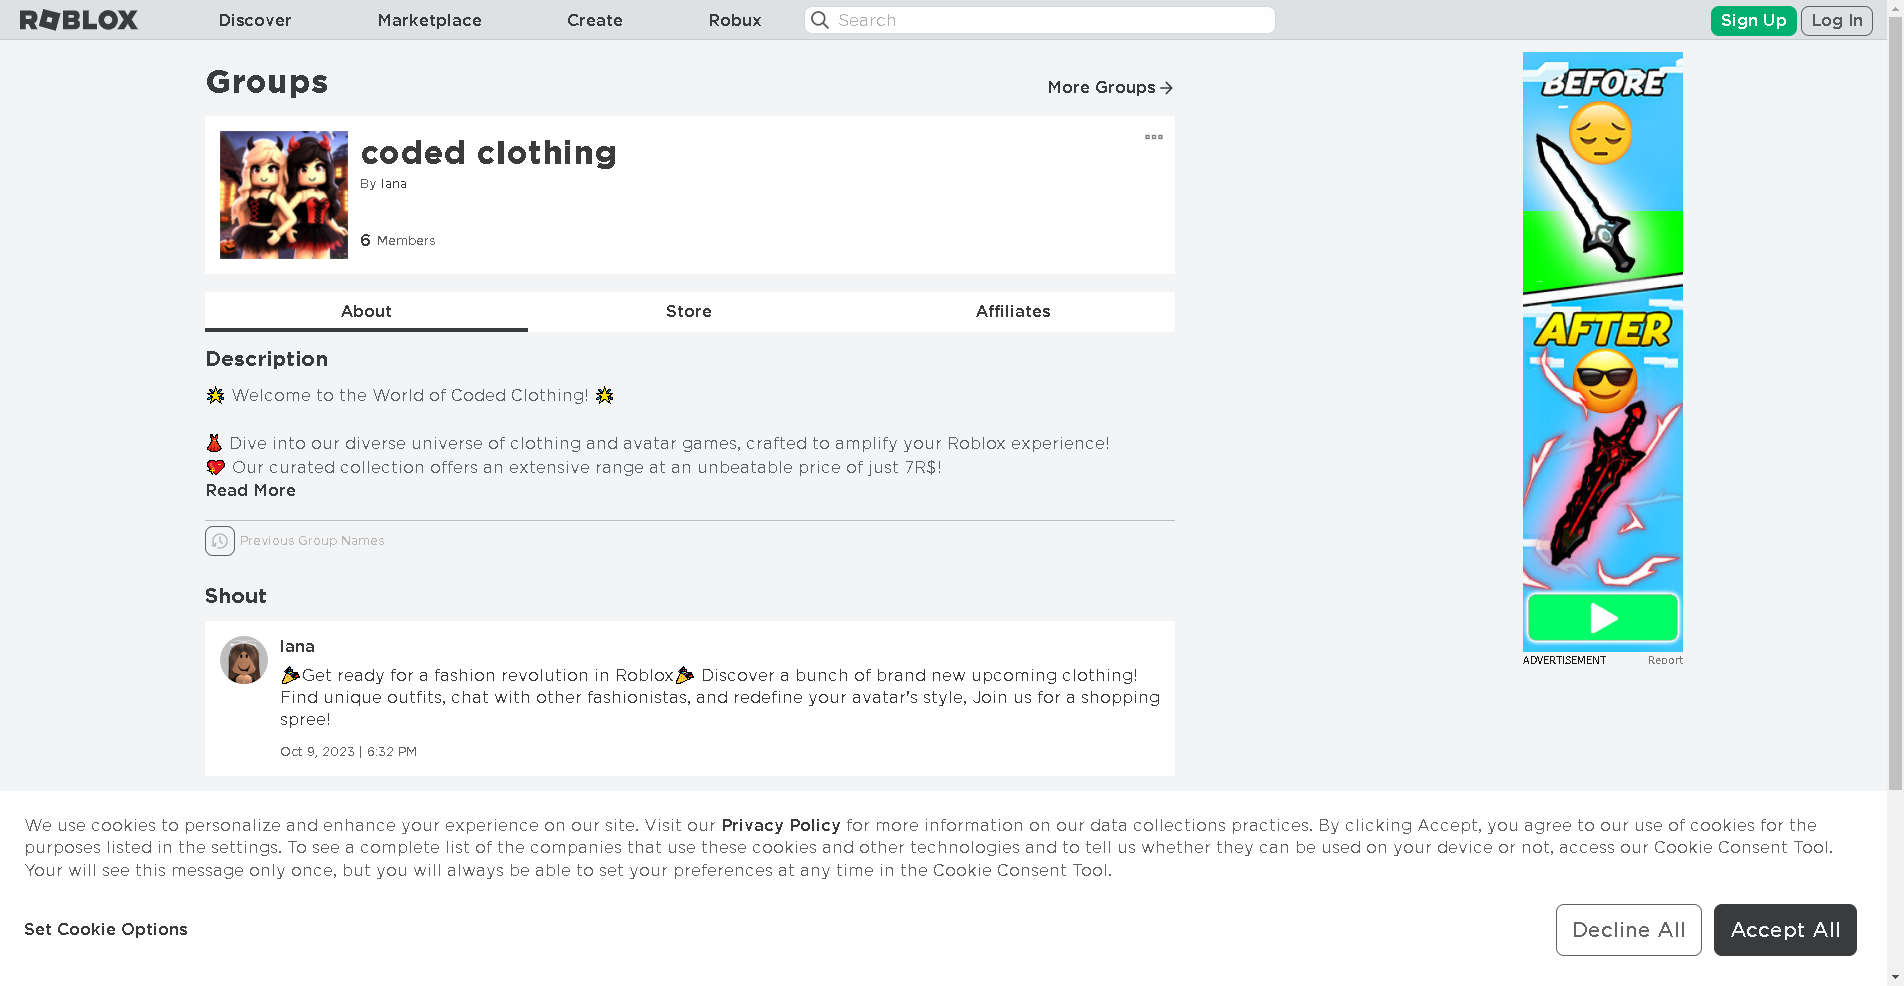 ROBLOX
Discover
Marketplace
Create
Robux
Search
Sign Up
Log In
Groups
More Groups
coded clothing
By lana
6 Members
About
Store
Affiliates
Description
🌟 Welcome to the World of Coded Clothing! 🌟
👗 Dive into our diverse universe of clothing and avatar games, crafted to amplify your Roblox experience!
💖 Our curated collection offers an extensive range at an unbeatable price of just 7R$!
Read More
Previous Group Names
Shout
lana
🎉Get ready for a fashion revolution in Roblox🎉 Discover a bunch of brand new upcoming clothing!
Find unique outfits, chat with other fashionistas, and redefine your avatar's style, Join us for a shopping
spree!
Oct 9, 2023 | 6:32 PM
BEFORE
AFTER
ADVERTISEMENT
Report
We use cookies to personalize and enhance your experience on our site. Visit our Privacy Policy for more information on our data collections practices. By clicking Accept, you agree to our use of cookies for the
purposes listed in the settings. To see a complete list of the companies that use these cookies and other technologies and to tell us whether they can be used on your device or not, access our Cookie Consent Tool.
Your will see this message only once, but you will always be able to set your preferences at any time in the Cookie Consent Tool.
Set Cookie Options
Decline All
Accept All